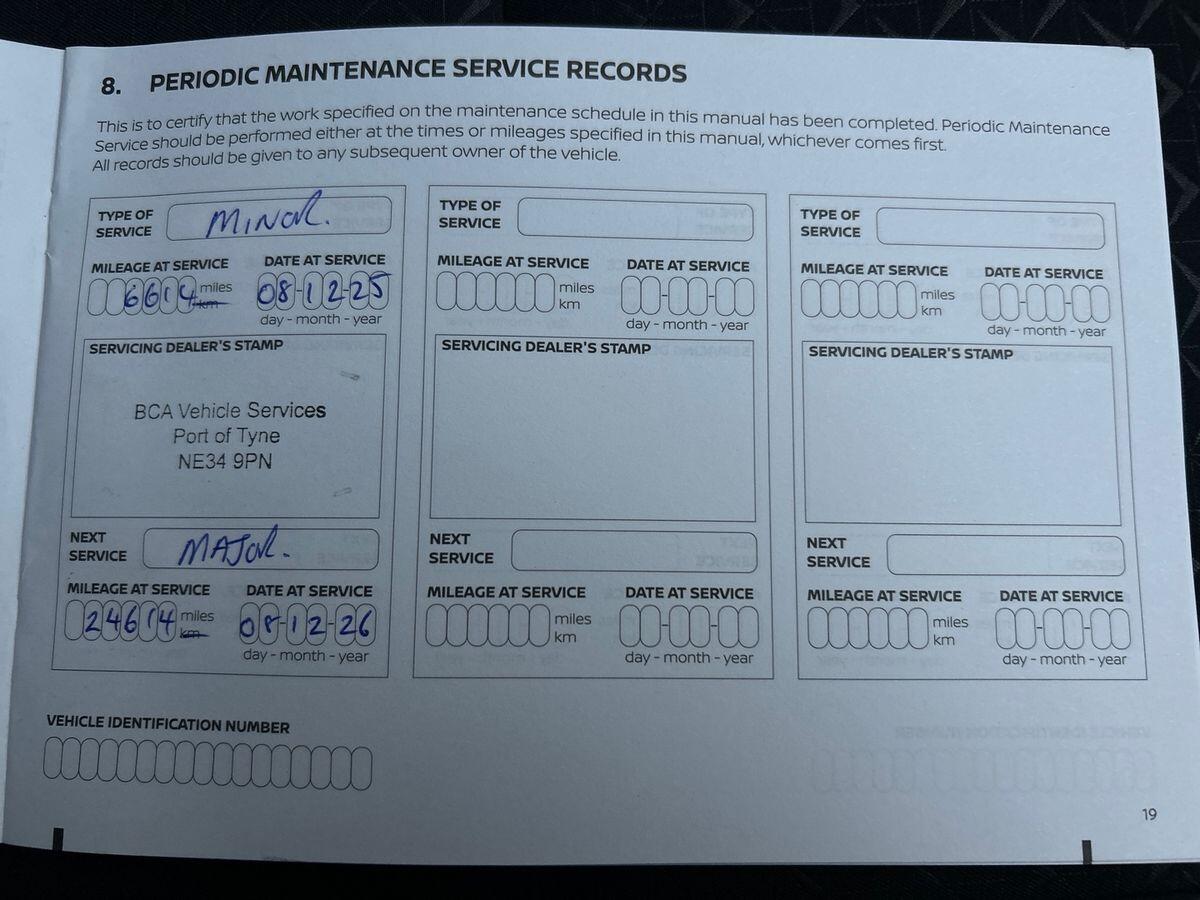 8. PERIODIC MAINTENANCE SERVICE RECORDS
This is to certify that the work specified on the maintenance schedule in this manual has been completed. Periodic Maintenance
Service should be performed either at the times or mileages specified in this manual, whichever comes first.
All records should be given to any subsequent owner of the vehicle.
TYPE OF
SERVICE
MINOR.
MILEAGE AT SERVICE
DATE AT SERVICE
6614 miles
km
08-12-25
day - month - year
SERVICING DEALER'S STAMP
BCA Vehicle Services
Port of Tyne
NE34 9PN
NEXT
SERVICE
MAJOR.
MILEAGE AT SERVICE
DATE AT SERVICE
24614 miles
km
08-12-26
day - month - year
TYPE OF
SERVICE
MILEAGE AT SERVICE
DATE AT SERVICE
miles
km
day - month - year
SERVICING DEALER'S STAMP
NEXT
SERVICE
MILEAGE AT SERVICE
DATE AT SERVICE
miles
km
day - month - year
TYPE OF
SERVICE
MILEAGE AT SERVICE
DATE AT SERVICE
miles
km
day - month - year
SERVICING DEALER'S STAMP
NEXT
SERVICE
MILEAGE AT SERVICE
DATE AT SERVICE
miles
km
day - month - year
VEHICLE IDENTIFICATION NUMBER
19